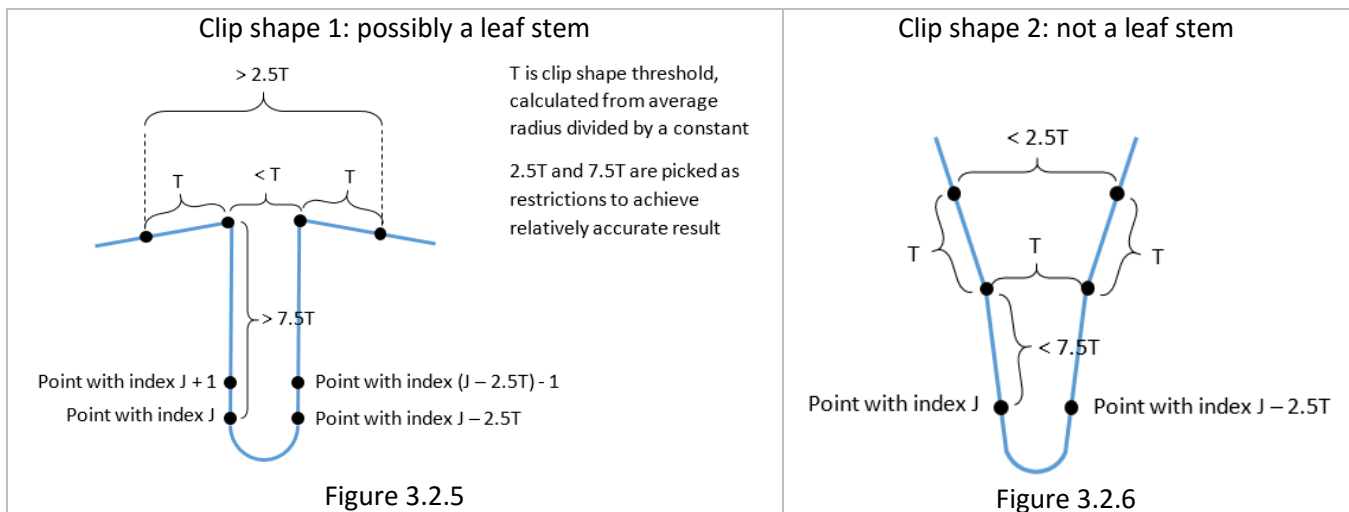 Clip shape 1: possibly a leaf stem
> 2.5T
T is clip shape threshold,
calculated from average
radius divided by a constant
2.5T and 7.5T are picked as
restrictions to achieve
relatively accurate result
T
< T
T
> 7.5T
Point with index J + 1
Point with index (J – 2.5T) - 1
Point with index J
Point with index J – 2.5T
Figure 3.2.5
Clip shape 2: not a leaf stem
< 2.5T
T
T
T
< 7.5T
Point with index J
Point with index J – 2.5T
Figure 3.2.6